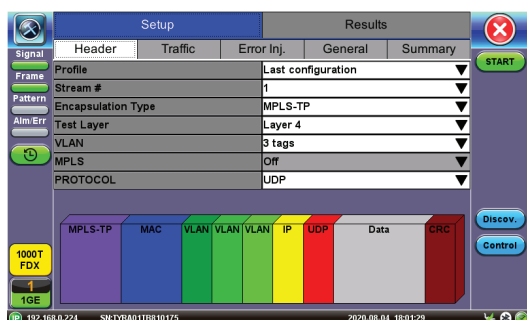 Setup Results
Header Traffic Error Inj. General Summary
Signal
Frame
Pattern
Alm/Err
START
Profile Last configuration
Stream # 1
Encapsulation Type MPLS-TP
Test Layer Layer 4
VLAN 3 tags
MPLS Off
PROTOCOL UDP
MPLS-TP MAC VLAN VLAN VLAN IP UDP Data CRC
Discov.
Control
1000T
FDX
1
1GE
IP 192.168.0.224 SN:TYRA01TB810175 2020-08-04 18:01:29